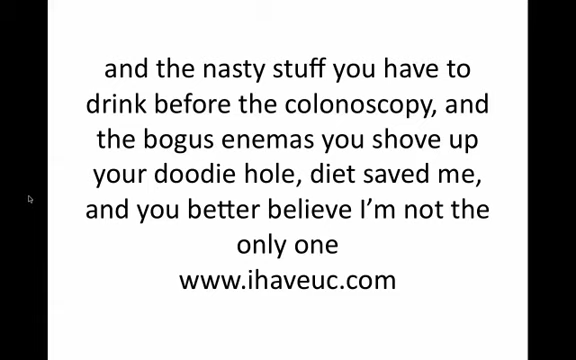 and the nasty stuff you have to
drink before the colonoscopy, and
the bogus enemas you shove up
your doodie hole, diet saved me,
and you better believe I’m not the
only one
www.ihaveuc.com